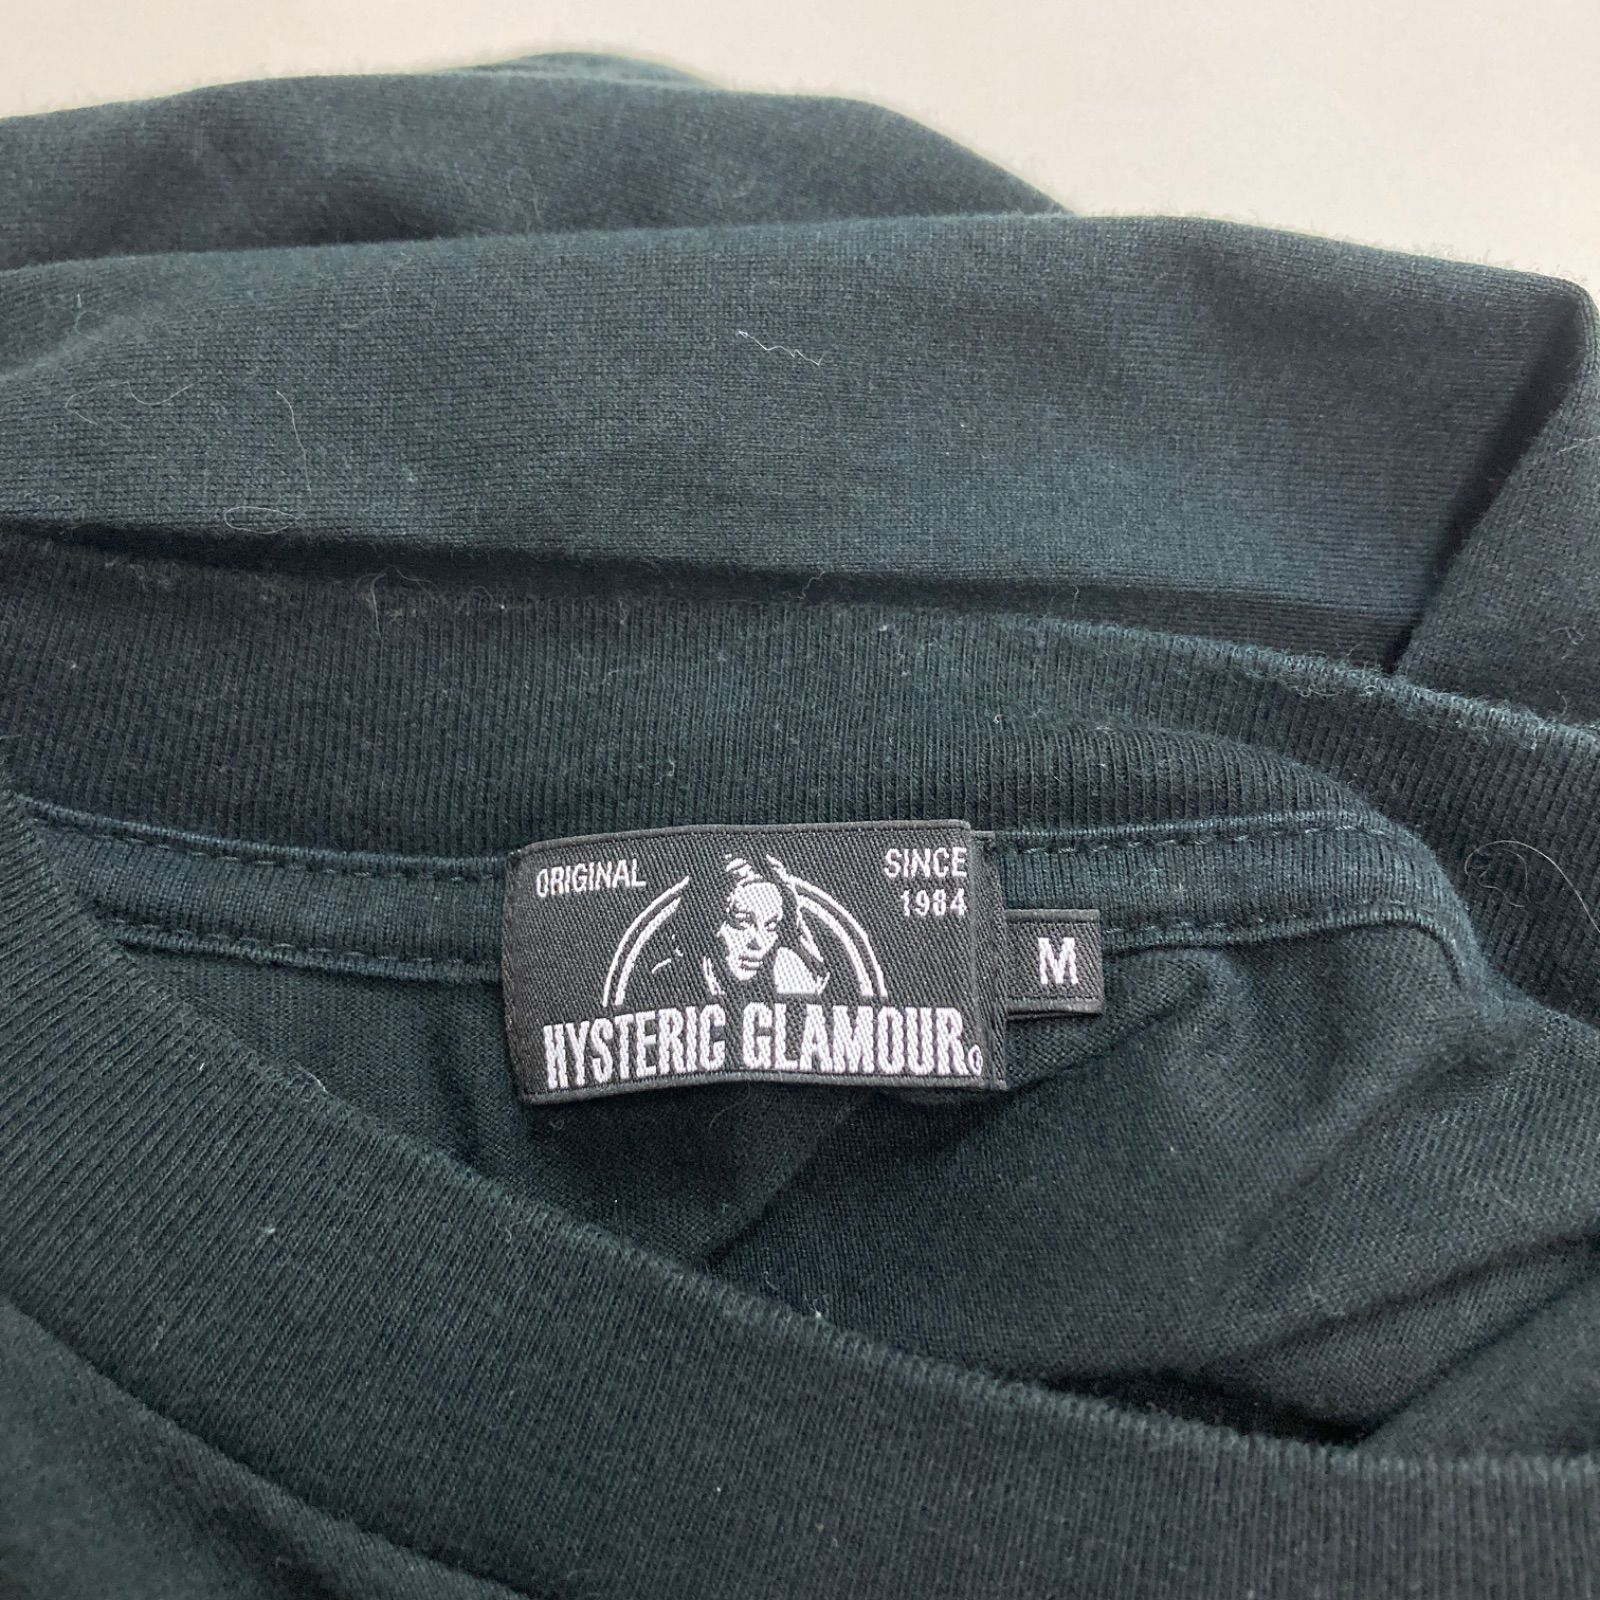 ORIGINAL
SINCE
1984
HYSTERIC GLAMOUR
M